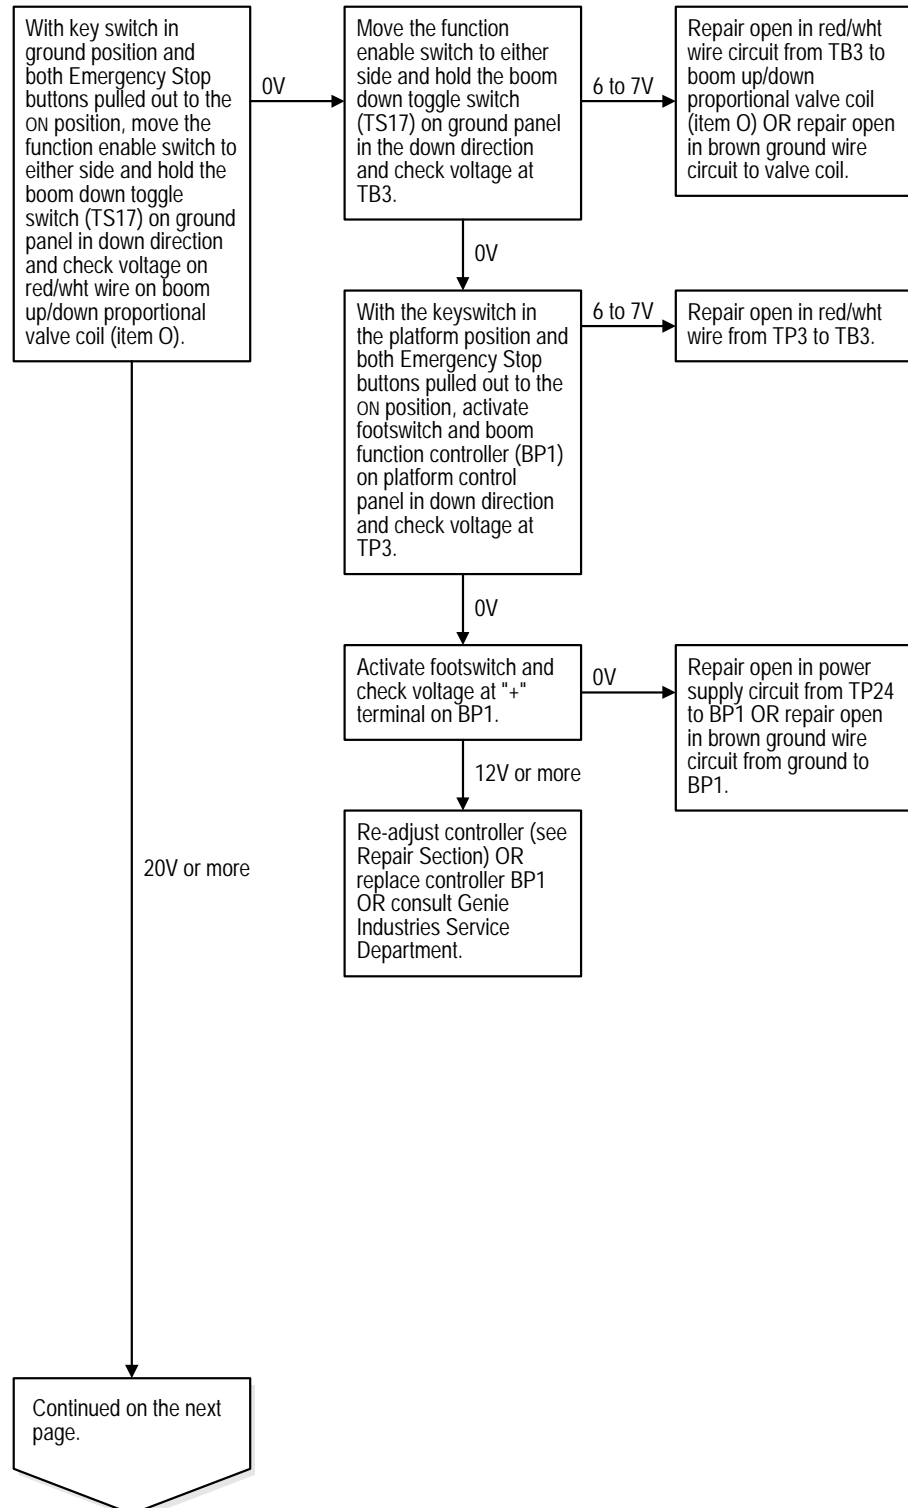 With key switch in
ground position and
both Emergency Stop
buttons pulled out to the
ON position, move the
function enable switch to
either side and hold the
boom down toggle
switch (TS17) on ground
panel in down direction
and check voltage on
red/wht wire on boom
up/down proportional
valve coil (item O).
0V
Move the function
enable switch to either
side and hold the boom
down toggle switch
(TS17) on ground panel
in the down direction
and check voltage at
TB3.
6 to 7V
Repair open in red/wht
wire circuit from TB3 to
boom up/down
proportional valve coil
(item O) OR repair open
in brown ground wire
circuit to valve coil.
0V
With the keyswitch in
the platform position and
both Emergency Stop
buttons pulled out to the
ON position, activate
footswitch and boom
function controller (BP1)
on platform control
panel in down direction
and check voltage at
TP3.
6 to 7V
Repair open in red/wht
wire from TP3 to TB3.
0V
Activate footswitch and
check voltage at "+"
terminal on BP1.
0V
Repair open in power
supply circuit from TP24
to BP1 OR repair open
in brown ground wire
circuit from ground to
BP1.
12V or more
Re-adjust controller (see
Repair Section) OR
replace controller BP1
OR consult Genie
Industries Service
Department.
20V or more
Continued on the next
page.